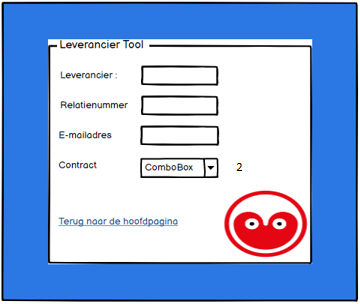 Leverancier Tool
Leverancier :
Relatienummer
E-mailadres
Contract ComboBox 2
Terug naar de hoofdpagina